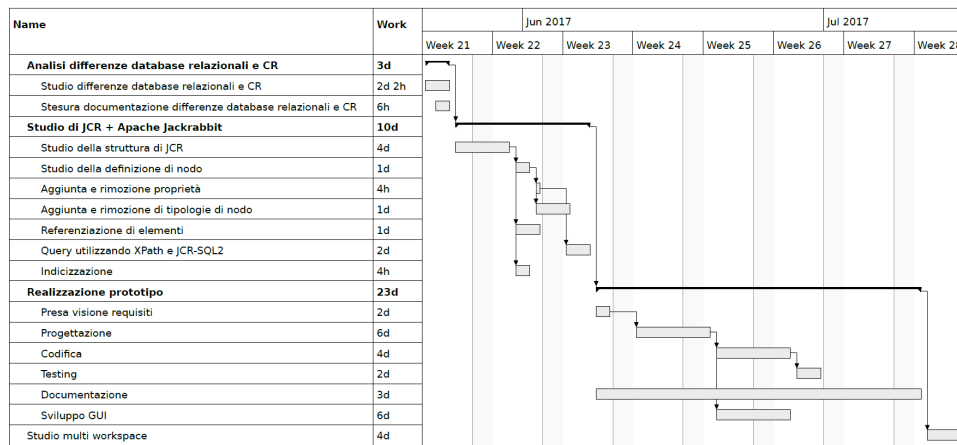 Name Work Jun 2017 Jul 2017
Week 21 Week 22 Week 23 Week 24 Week 25 Week 26 Week 27 Week 28
Analisi differenze database relazionali e CR 3d
Studio differenze database relazionali e CR 2d 2h
Stesura documentazione differenze database relazionali e CR 6h
Studio di JCR + Apache Jackrabbit 10d
Studio della struttura di JCR 4d
Studio della definizione di nodo 1d
Aggiunta e rimozione proprietà 4h
Aggiunta e rimozione di tipologie di nodo 1d
Referenziazione di elementi 1d
Query utilizzando XPath e JCR-SQL2 2d
Indicizzazione 4h
Realizzazione prototipo 23d
Presa visione requisiti 2d
Progettazione 6d
Codifica 4d
Testing 2d
Documentazione 3d
Sviluppo GUI 6d
Studio multi workspace 4d